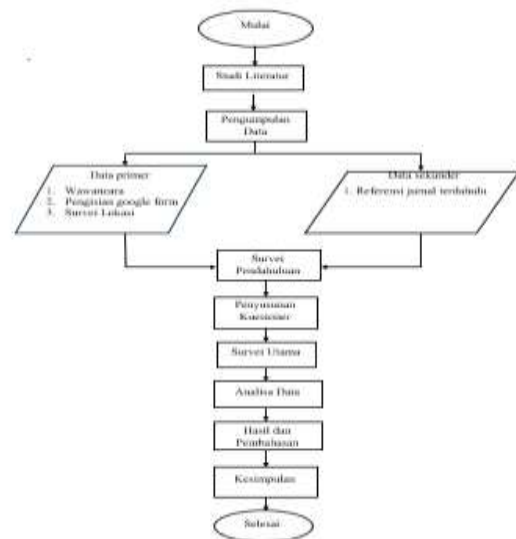 Mulai
Studi Literatur
Pengumpulan
Data
Data primer
1. Wawancara
2. Pengisian google form
3. Survei Lokasi
Data sekunder
1. Referensi jurnal terdahulu
Survei
Pendahuluan
Penyusunan
Kuesioner
Survei Utama
Analisa Data
Hasil dan
Pembahasan
Kesimpulan
Selesai